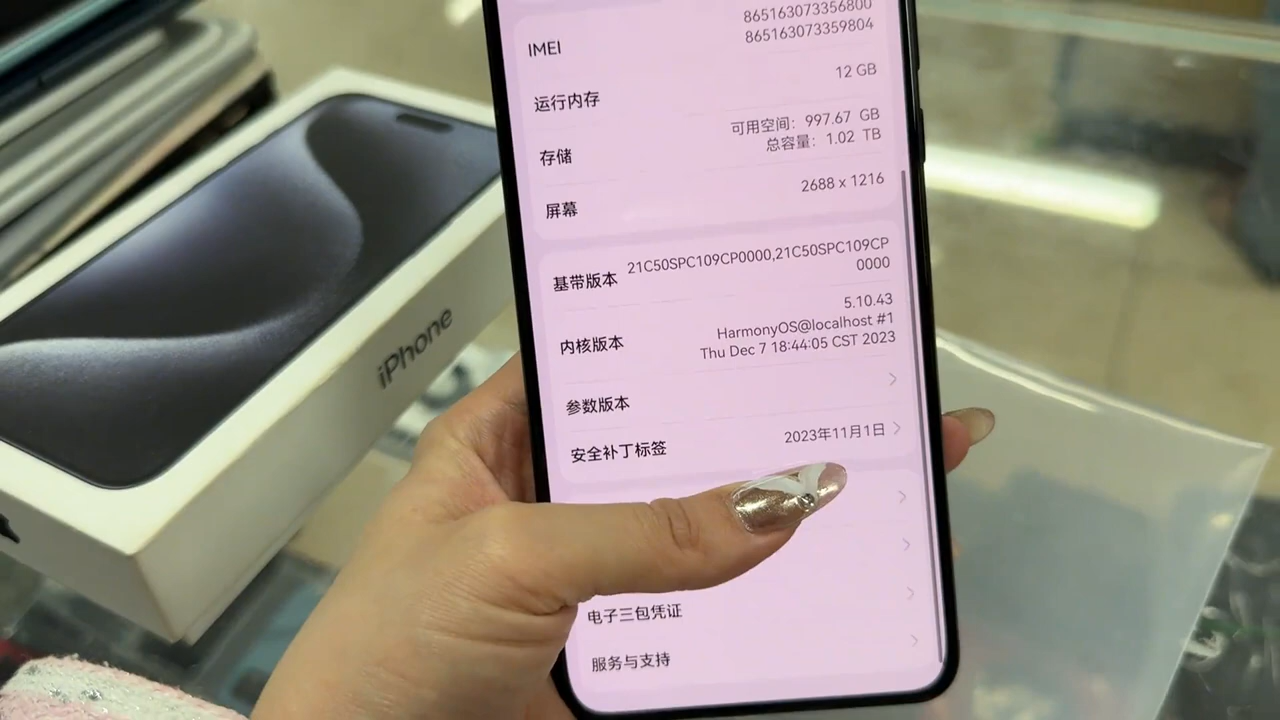 IMEI
865163073356800
865163073359804
运行内存
12 GB
存储
可用空间：997.67 GB
总容量：1.02 TB
屏幕
2688 x 1216
基带版本
21C50SPC109CP0000,21C50SPC109CP
0000
内核版本
5.10.43
HarmonyOS@localhost #1
Thu Dec 7 18:44:05 CST 2023
参数版本
安全补丁标签
2023年11月1日
电子三包凭证
服务与支持
iPhone